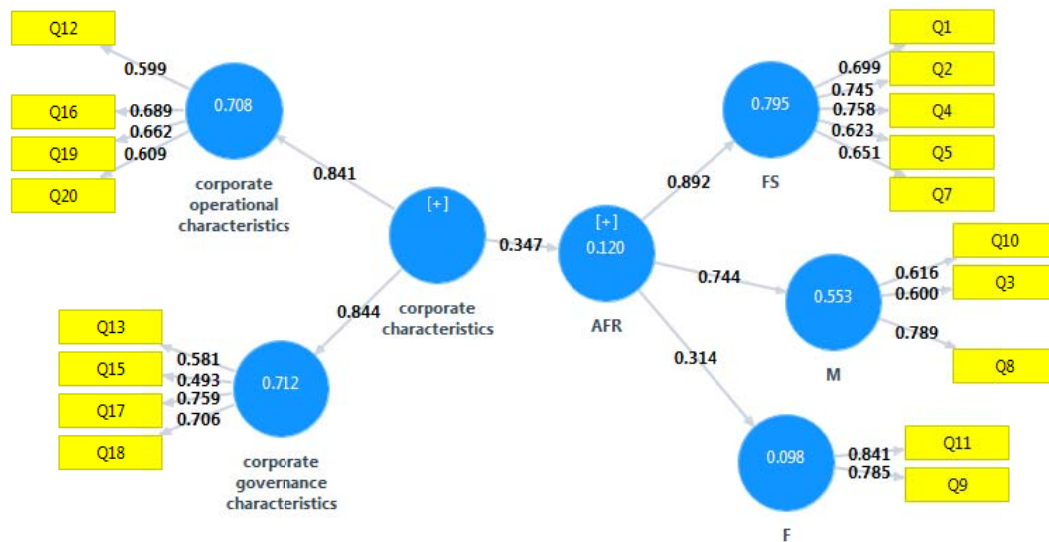 Q12
0.599
Q16
0.689
Q19
0.662
Q20
0.609
0.708
corporate
operational
characteristics
0.841
[+]
corporate
characteristics
0.844
Q13
0.581
Q15
0.493
Q17
0.759
Q18
0.706
0.712
corporate
governance
characteristics
0.347
[+]
0.120
AFR
0.892
0.744
0.314
0.795
FS
0.699
Q1
0.745
Q2
0.758
Q4
0.623
Q5
0.651
Q7
0.553
M
0.616
Q10
0.600
Q3
0.789
Q8
0.098
F
0.841
Q11
0.785
Q9